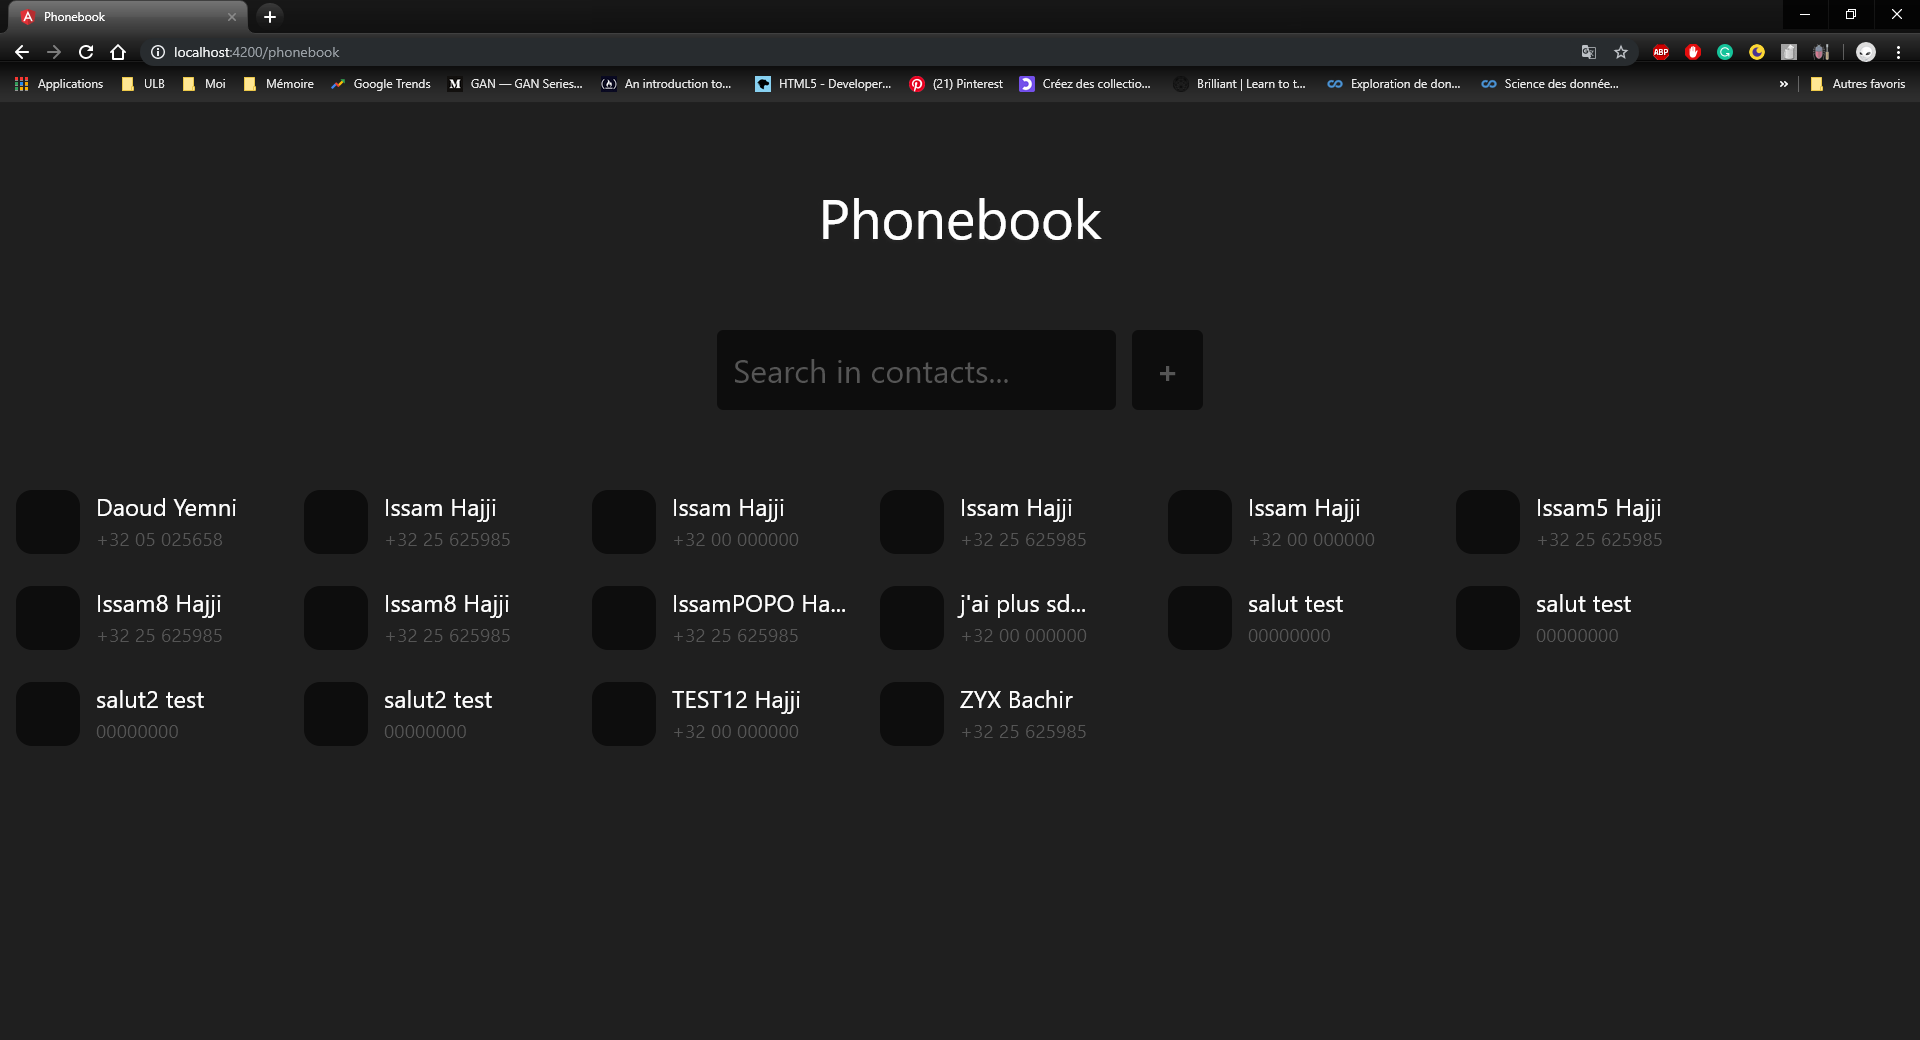 Phonebook
localhost:4200/phonebook
ABP
Applications ULB Moi Mémoire Google Trends M GAN — GAN Series... An introduction to... HTML5 - Developer... (21) Pinterest Créez des collectio... Brilliant | Learn to t... Exploration de don... Science des donnée... » Autres favoris
Phonebook
Search in contacts... +
Daoud Yemni Issam Hajji Issam Hajji Issam Hajji Issam Hajji Issam5 Hajji
+32 05 025658 +32 25 625985 +32 00 000000 +32 25 625985 +32 00 000000 +32 25 625985
Issam8 Hajji Issam8 Hajji IssamPOPO Ha... j'ai plus sd... salut test salut test
+32 25 625985 +32 25 625985 +32 25 625985 +32 00 000000 00000000 00000000
salut2 test salut2 test TEST12 Hajji ZYX Bachir
00000000 00000000 +32 00 000000 +32 25 625985